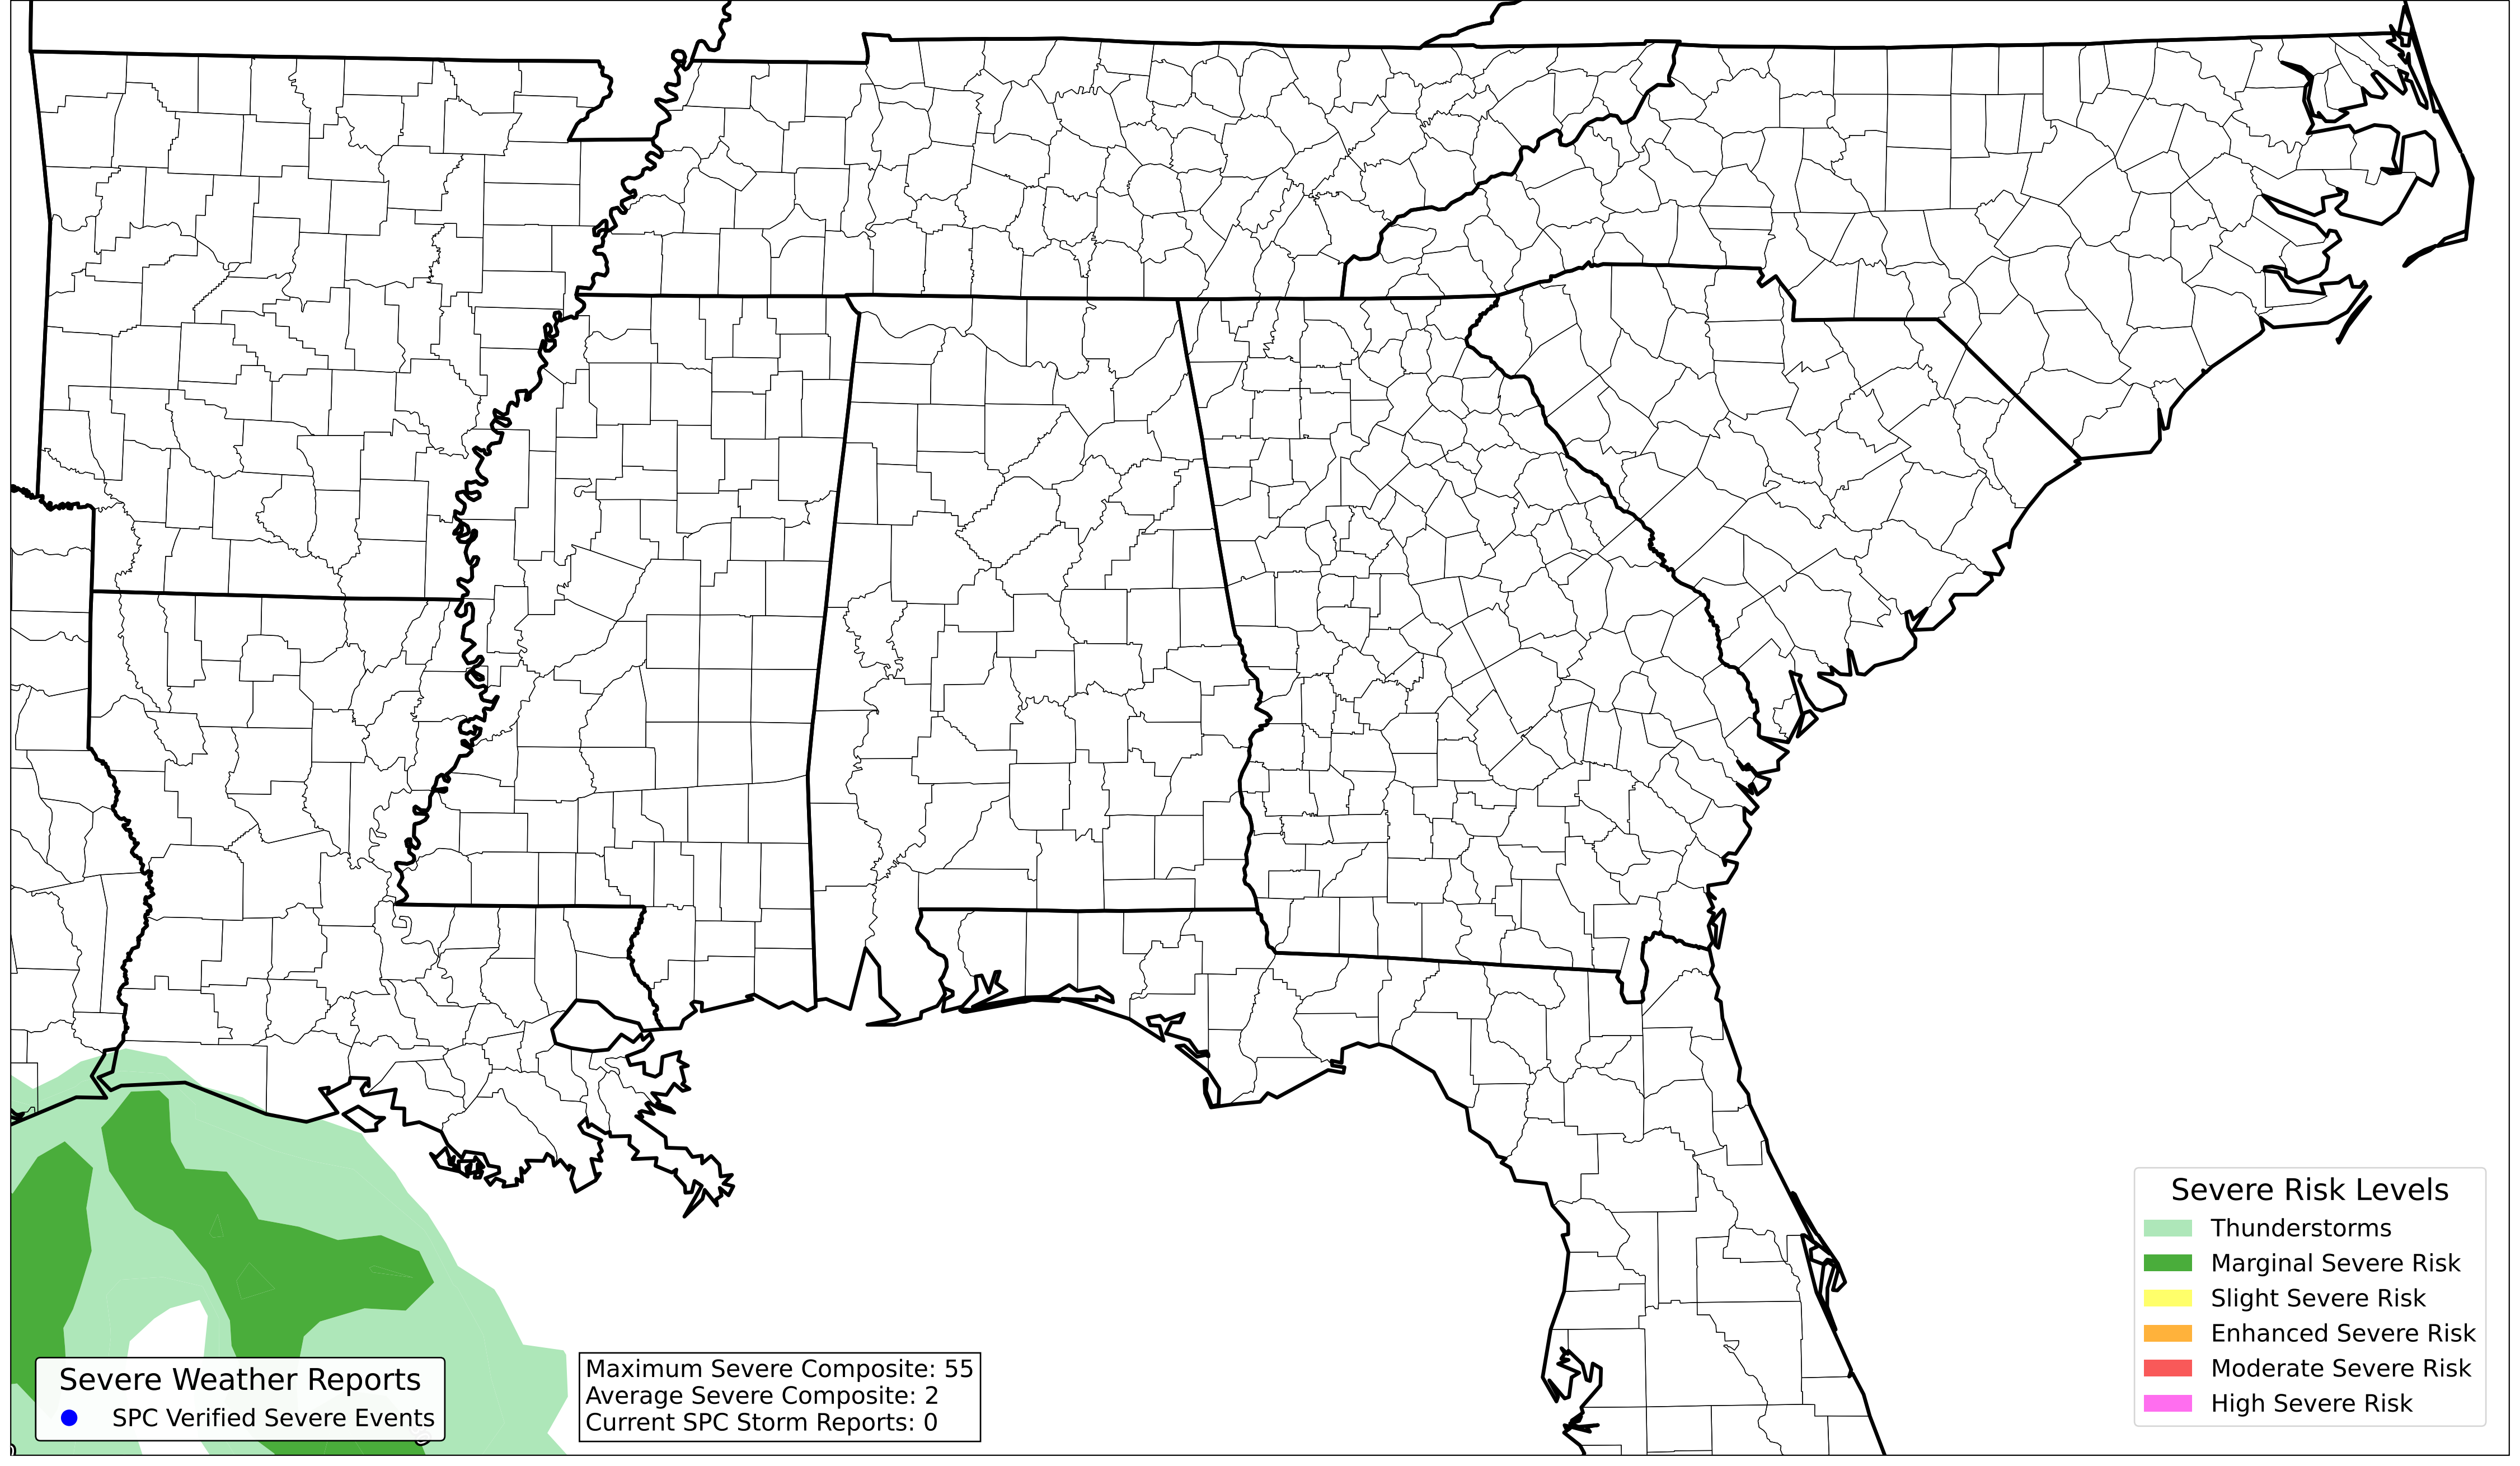 Severe Weather Reports
SPC Verified Severe Events
Maximum Severe Composite: 55
Average Severe Composite: 2
Current SPC Storm Reports: 0
Severe Risk Levels
Thunderstorms
Marginal Severe Risk
Slight Severe Risk
Enhanced Severe Risk
Moderate Severe Risk
High Severe Risk